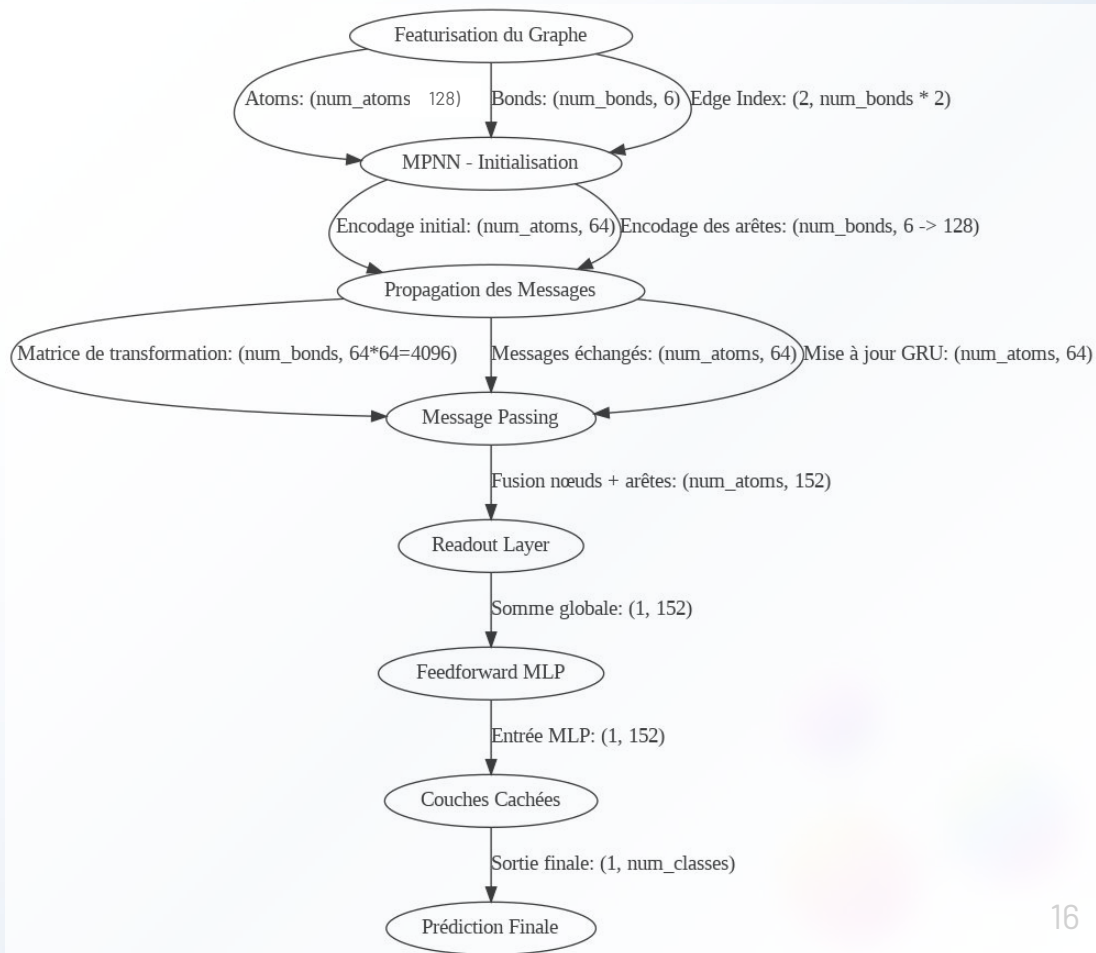 Featurisation du Graphe
Atoms: (num_atoms 128)
Bonds: (num_bonds, 6)
Edge Index: (2, num_bonds * 2)
MPNN - Initialisation
Encodage initial: (num_atoms, 64)
Encodage des arêtes: (num_bonds, 6 -> 128)
Propagation des Messages
Matrice de transformation: (num_bonds, 64*64=4096)
Messages échangés: (num_atoms, 64)
Mise à jour GRU: (num_atoms, 64)
Message Passing
Fusion nœuds + arêtes: (num_atoms, 152)
Readout Layer
Somme globale: (1, 152)
Feedforward MLP
Entrée MLP: (1, 152)
Couches Cachées
Sortie finale: (1, num_classes)
Prédiction Finale
16